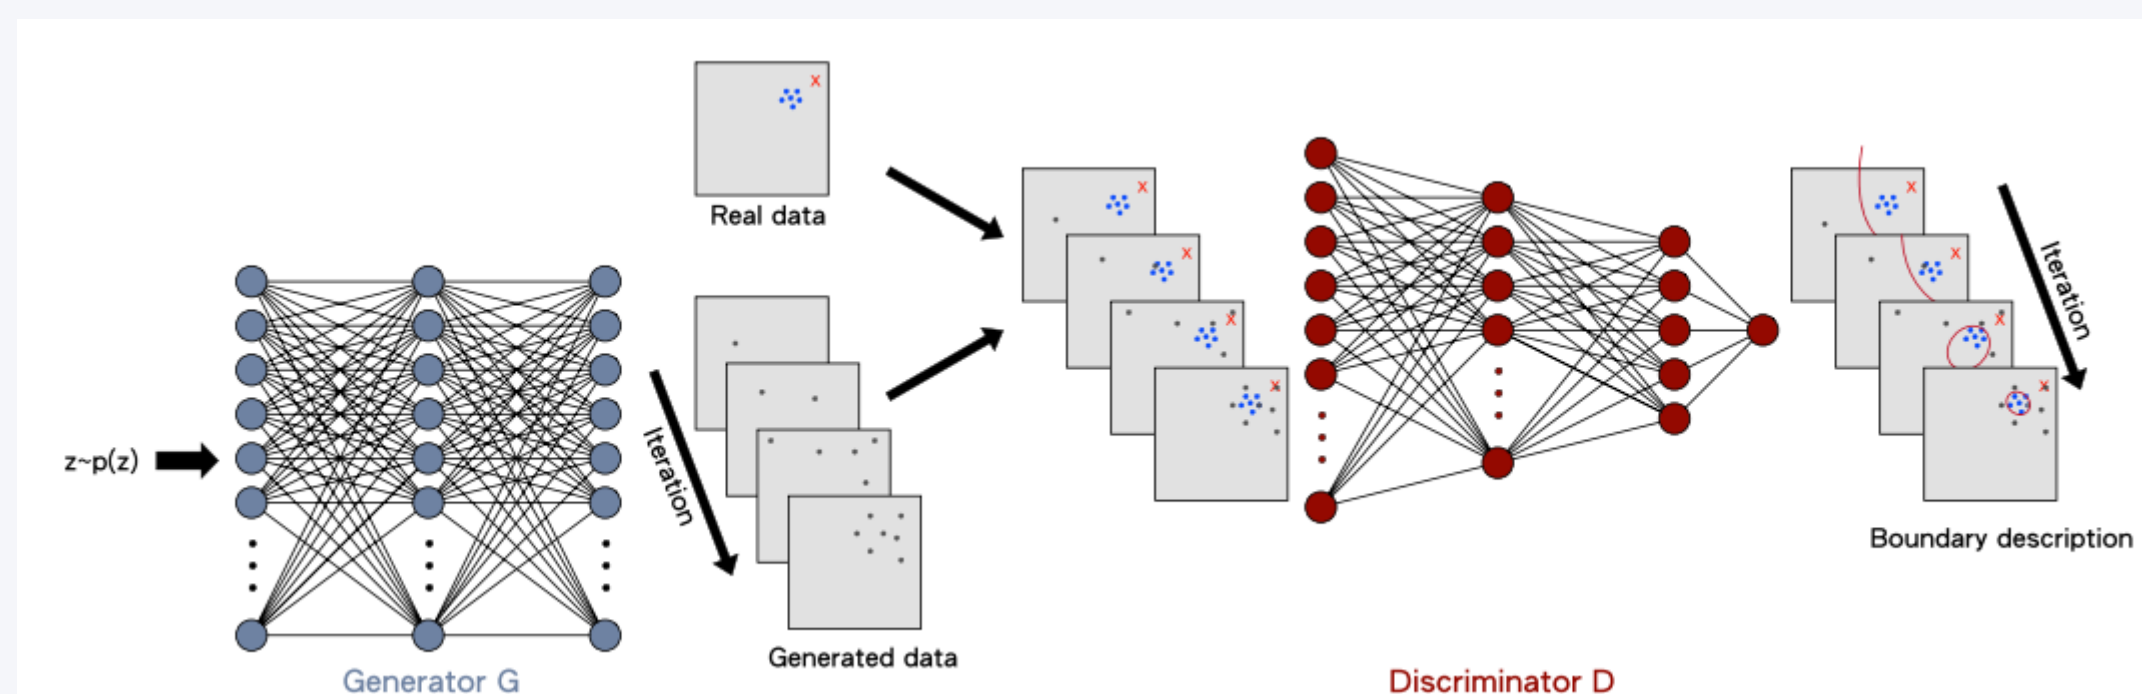 x
Real data
z~p(z)
Generator G
Iteration
Generated data
x
x
x
x
Discriminator D
x
x
x
x
Iteration
Boundary description